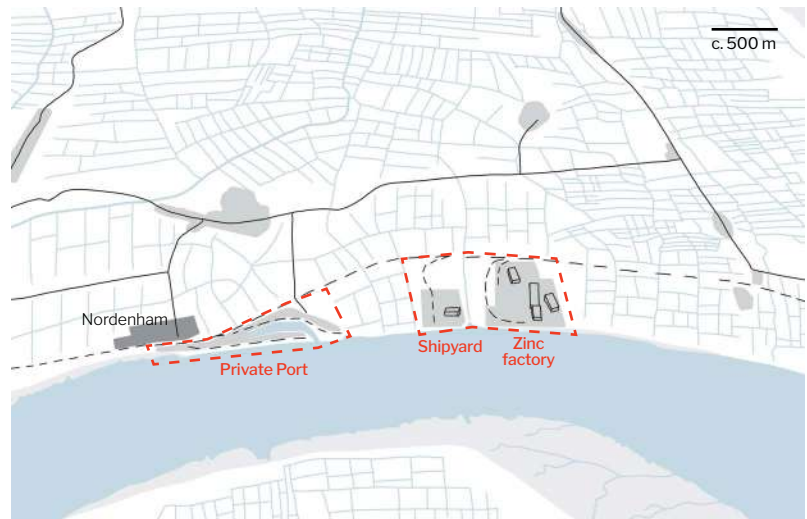 c. 500 m
Nordenham
Private Port
Shipyard
Zinc
factory